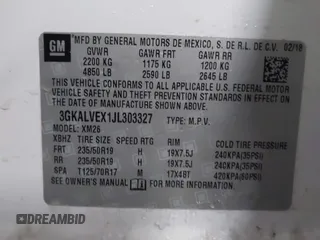 GM
MFD BY GENERAL MOTORS DE MEXICO, S. DE R.L. DE C.V. 02/18
GVWR GAWR FRT GAWR RR
2200 KG 1175 KG 1200 KG
4850 LB 2590 LB 2645 LB
THIS VEHICLE CONFORMS TO ALL APPLICABLE U.S. FEDERAL MOTOR
VEHICLE SAFETY AND THEFT PREVENTION STANDARDS IN
EFFECT ON THE DATE OF MANUFACTURE SHOWN ABOVE.
3GKALVEX1JL303327 TYPE: M.P.V.
MODEL: XM26
XBHZ TIRE SIZE SPEED RTG RIM COLD TIRE PRESSURE
FRT 235/50R19 H 19X7.5J 240KPA(35PSI)
RR 235/50R19 H 19X7.5J 240KPA(35PSI)
SPA T125/70R17 M 17X4BT 420KPA(60PSI)
SEE OWNER'S MANUAL FOR ADDITIONAL INFORMATION.
AUTOBIDMASTER
DREAMBID